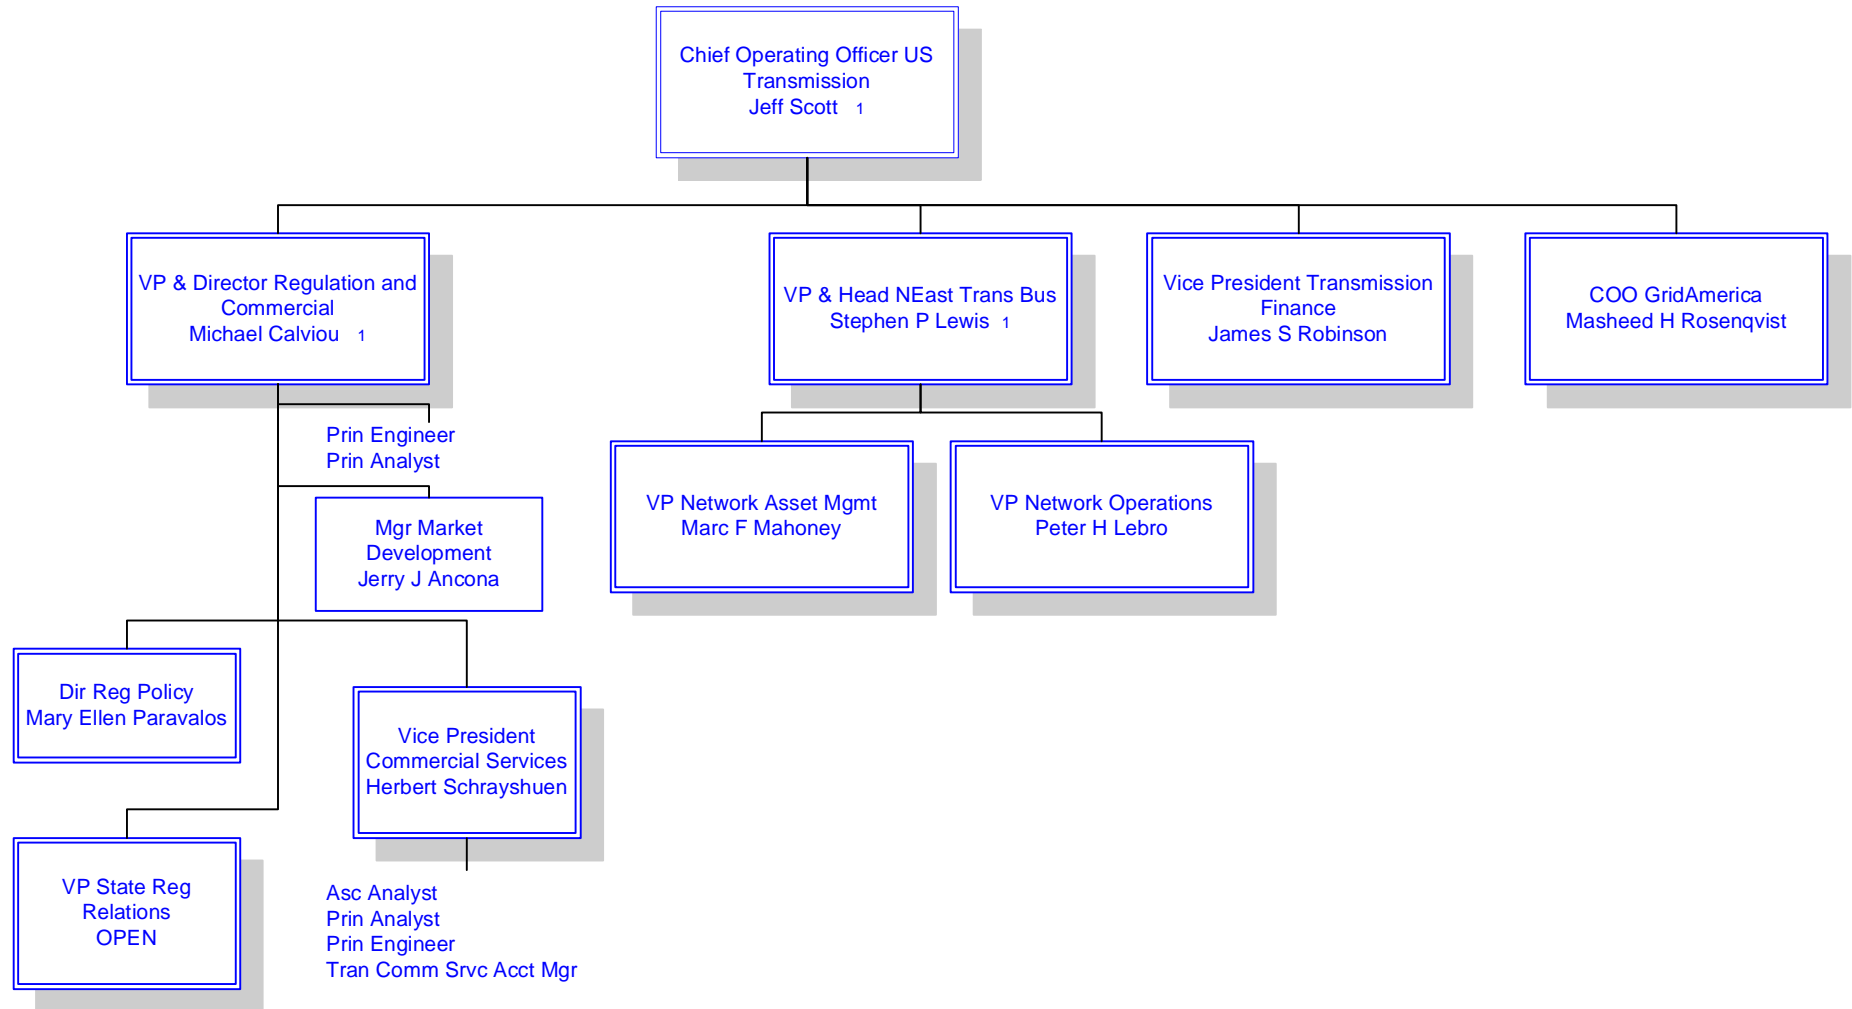 Chief Operating Officer US
Transmission
Jeff Scott 1
VP & Director Regulation and
Commercial
Michael Calviou 1
VP & Head NEast Trans Bus
Stephen P Lewis 1
Vice President Transmission
Finance
James S Robinson
COO GridAmerica
Masheed H Rosenqvist
Prin Engineer
Prin Analyst
Mgr Market
Development
Jerry J Ancona
VP Network Asset Mgmt
Marc F Mahoney
VP Network Operations
Peter H Lebro
Dir Reg Policy
Mary Ellen Paravalos
Vice President
Commercial Services
Herbert Schrayshuen
VP State Reg
Relations
OPEN
Asc Analyst
Prin Analyst
Prin Engineer
Tran Comm Srvc Acct Mgr